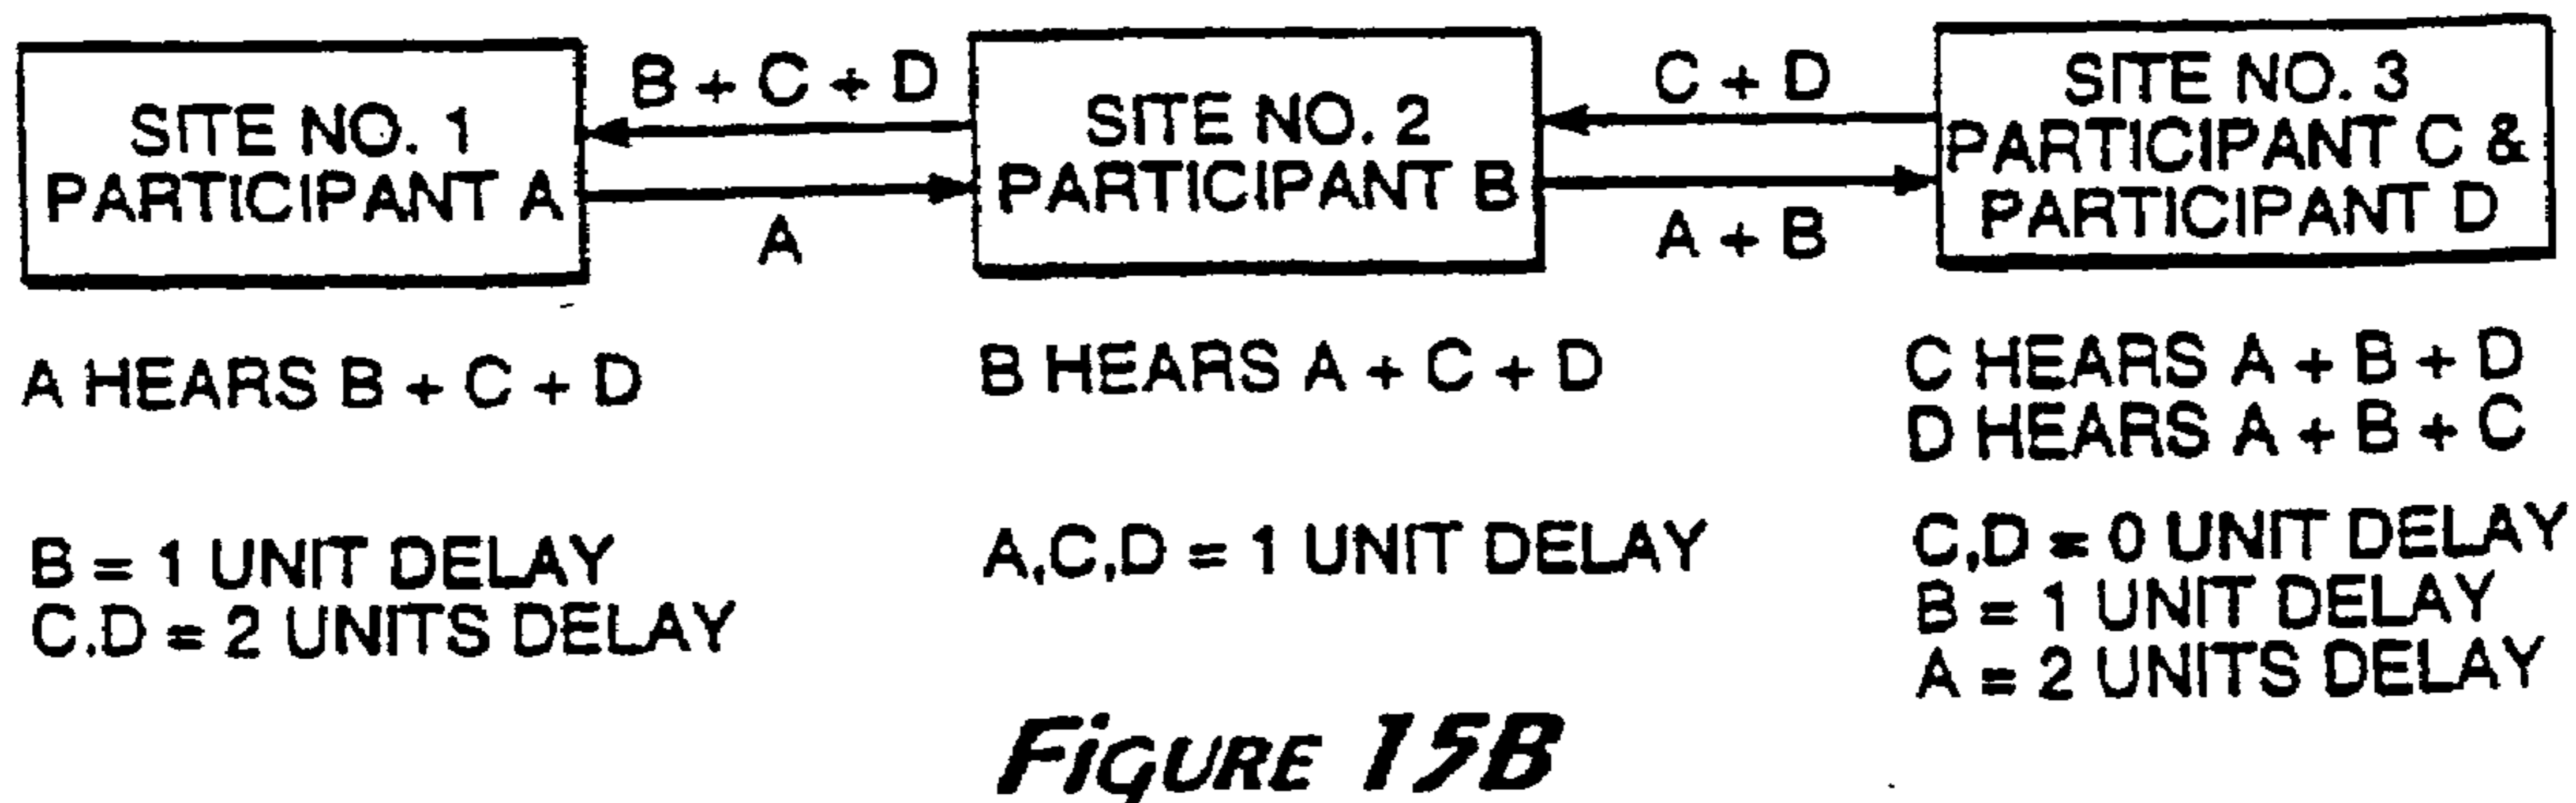 SITE NO. 1
PARTICIPANT A
B + C + D
A
SITE NO. 2
PARTICIPANT B
C + D
A + B
SITE NO. 3
PARTICIPANT C &
PARTICIPANT D
A HEARS B + C + D
B HEARS A + C + D
C HEARS A + B + D
D HEARS A + B + C
B = 1 UNIT DELAY
C,D = 2 UNITS DELAY
A,C,D = 1 UNIT DELAY
C,D = 0 UNIT DELAY
B = 1 UNIT DELAY
A = 2 UNITS DELAY
FIGURE 15B